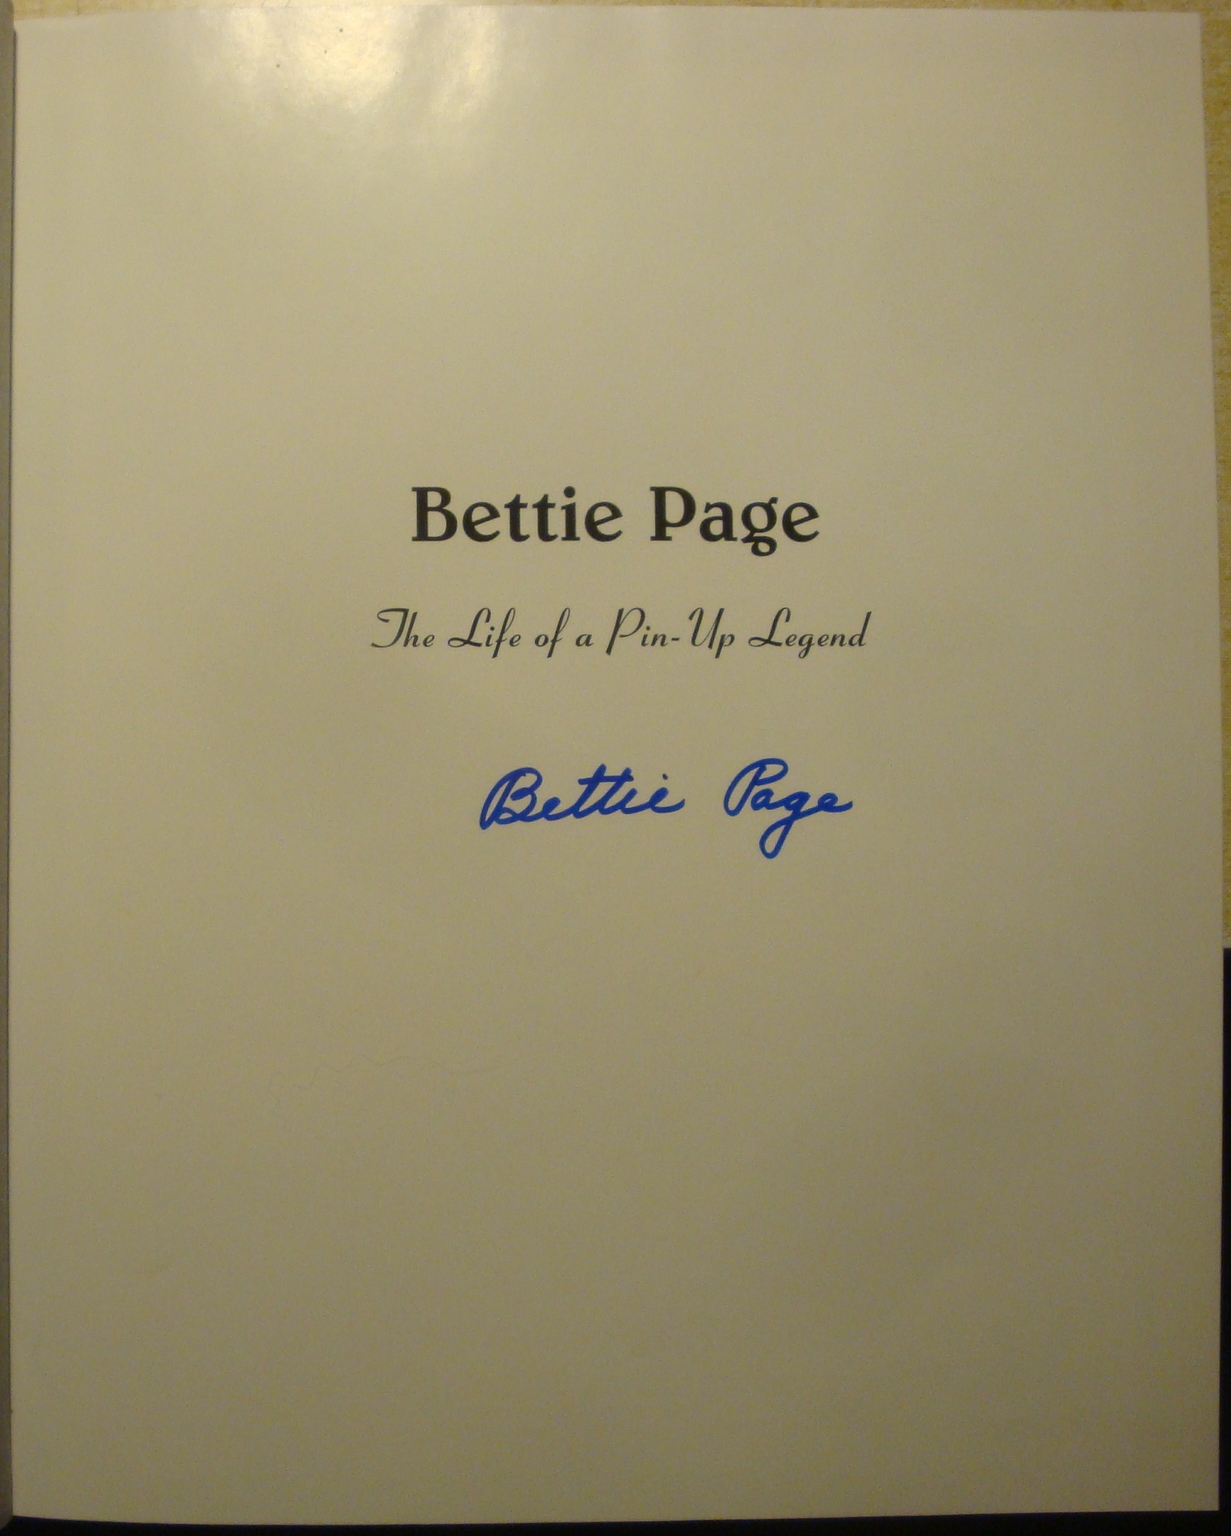 Bettie Page
The Life of a Pin-Up Legend
Bettie Page